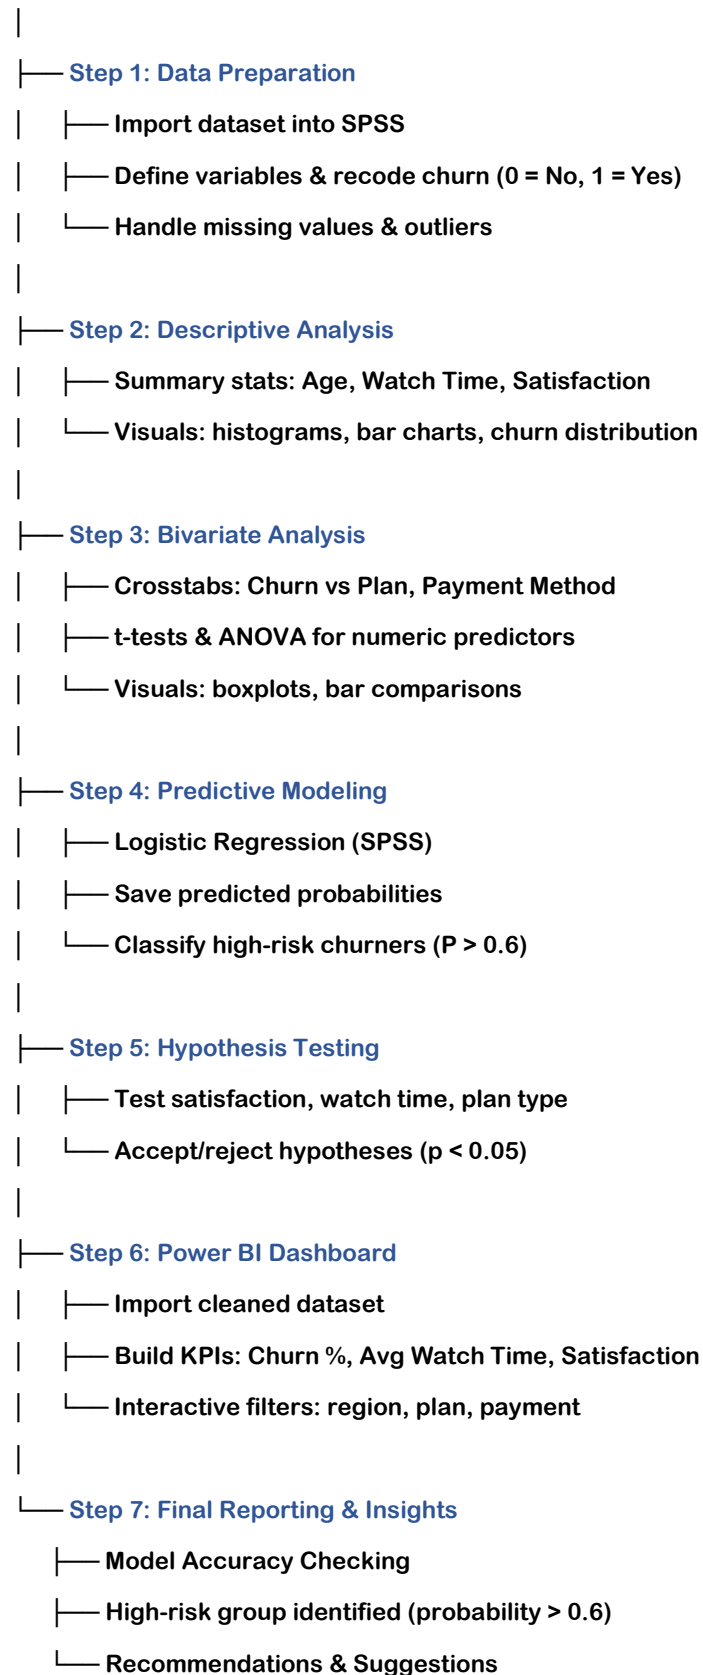 Step 1: Data Preparation
Import dataset into SPSS
Define variables & recode churn (0 = No, 1 = Yes)
Handle missing values & outliers
Step 2: Descriptive Analysis
Summary stats: Age, Watch Time, Satisfaction
Visuals: histograms, bar charts, churn distribution
Step 3: Bivariate Analysis
Crosstabs: Churn vs Plan, Payment Method
t-tests & ANOVA for numeric predictors
Visuals: boxplots, bar comparisons
Step 4: Predictive Modeling
Logistic Regression (SPSS)
Save predicted probabilities
Classify high-risk churners (P > 0.6)
Step 5: Hypothesis Testing
Test satisfaction, watch time, plan type
Accept/reject hypotheses (p < 0.05)
Step 6: Power BI Dashboard
Import cleaned dataset
Build KPIs: Churn %, Avg Watch Time, Satisfaction
Interactive filters: region, plan, payment
Step 7: Final Reporting & Insights
Model Accuracy Checking
High-risk group identified (probability > 0.6)
Recommendations & Suggestions